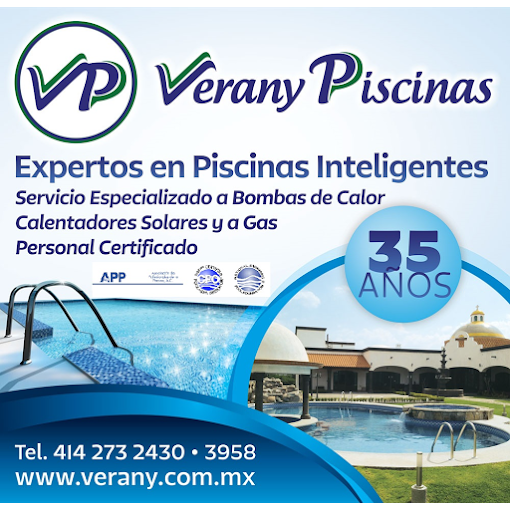 VP Verany Piscinas
Expertos en Piscinas Inteligentes
Servicio Especializado a Bombas de Calor
Calentadores Solares y a Gas
Personal Certificado
APP
35
AÑOS
Tel. 414 273 2430 • 3958
www.verany.com.mx